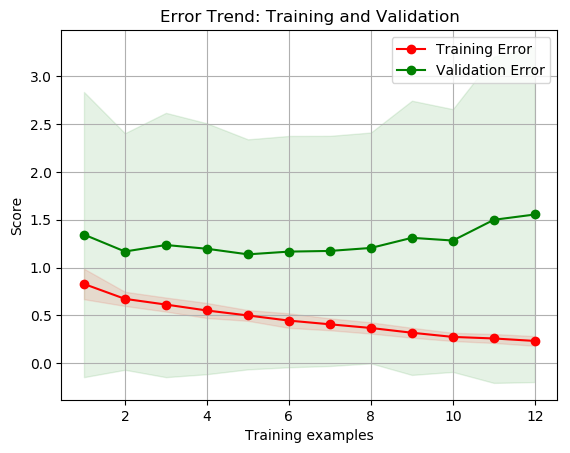 Error Trend: Training and Validation
Training Error
Validation Error
3.0
2.5
2.0
1.5
1.0
0.5
0.0
Score
2 4 6 8 10 12
Training examples